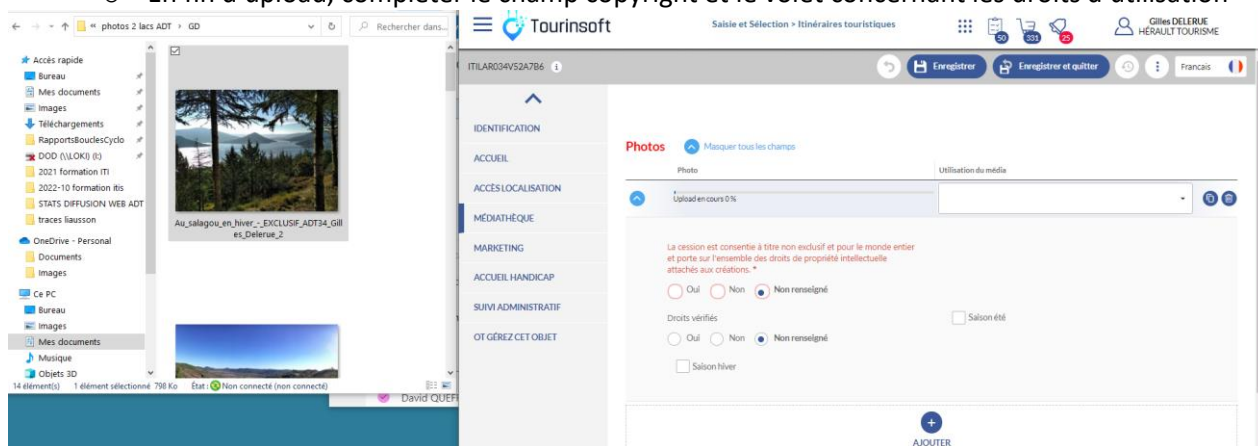 En fin d'upload, compléter le champ copyright et le volet concernant les droits d'utilisation
« photos 2 lacs ADT > GD
Rechercher dans...
Accès rapide
Bureau
Mes documents
Images
Téléchargements
RapportsBouclesCyclo
DOD (\\LOKI) (I:)
2021 formation ITI
2022-10 formation itis
STATS DIFFUSION WEB ADT
traces liausson
OneDrive - Personal
Documents
Images
Ce PC
Bureau
Images
Mes documents
Musique
Objets 3D
Au_salagou_en_hiver_-_EXCLUSIF_ADT34_Gill
es_Delerue_2
14 élément(s) 1 élément sélectionné 798 Ko État : Non connecté (non connecté)
David QUEF
Tourinsoft
Saisie et Sélection > Itinéraires touristiques
50
331
25
Gilles DELERUE
HÉRAULT TOURISME
ITILAR034V52A7B6
Enregistrer
Enregistrer et quitter
Francais
IDENTIFICATION
ACCUEIL
ACCÈS LOCALISATION
MÉDIATHÈQUE
MARKETING
ACCUEIL HANDICAP
SUIVI ADMINISTRATIF
OT GÉREZ CET OBJET
Photos Masquer tous les champs
Photo Utilisation du média
Upload en cours 0 %
La cession est consentie à titre non exclusif et pour le monde entier
et porte sur l'ensemble des droits de propriété intellectuelle
attachés aux créations. *
Oui Non Non renseigné
Droits vérifiés Saison été
Oui Non Non renseigné
Saison hiver
AJOUTER